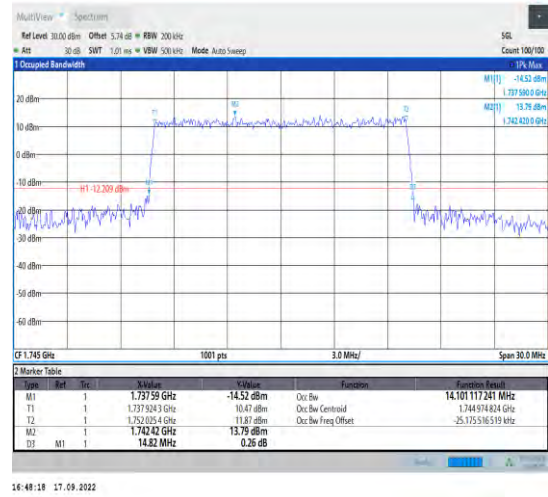 MultiView Spectrum
Ref Level 30.00 dBm Offset 5.74 dB RBW 200 kHz SGL
Att 30 dB SWT 1.01 ms VBW 500 kHz Mode Auto Sweep Count 100/100
1 Occupied Bandwidth 1Pk Max
M1[1] -14.52 dBm
1.737 590 0 GHz
M2[1] 13.79 dBm
1.742 420 0 GHz
20 dBm
T1 M2 T2
10 dBm
0 dBm
-10 dBm
H1 -12.209 dBm
-20 dBm
-30 dBm
-40 dBm
-50 dBm
-60 dBm
CF 1.745 GHz 1001 pts 3.0 MHz/ Span 30.0 MHz
2 Marker Table
Type Ref Trc X-Value Y-Value Function Function Result
M1 1 1.737 59 GHz -14.52 dBm Occ Bw 14.101 117 241 MHz
T1 1 1.737 924 3 GHz 10.47 dBm Occ Bw Centroid 1.744 974 824 GHz
T2 1 1.752 025 4 GHz 11.87 dBm Occ Bw Freq Offset -25.175 516 519 kHz
M2 1 1.742 42 GHz 13.79 dBm
D3 M1 1 14.82 MHz 0.26 dB
16:48:18 17.09.2022